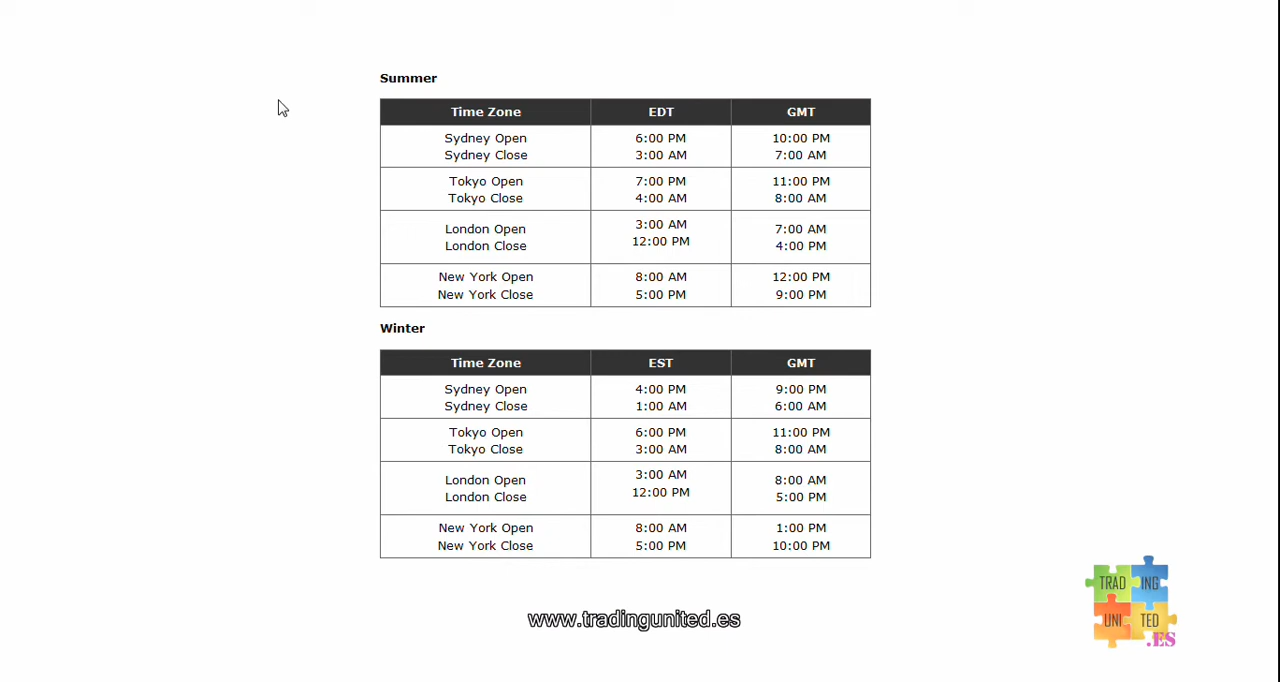 Summer
Time Zone EDT GMT
Sydney Open 6:00 PM 10:00 PM
Sydney Close 3:00 AM 7:00 AM
Tokyo Open 7:00 PM 11:00 PM
Tokyo Close 4:00 AM 8:00 AM
London Open 3:00 AM 7:00 AM
London Close 12:00 PM 4:00 PM
New York Open 8:00 AM 12:00 PM
New York Close 5:00 PM 9:00 PM
Winter
Time Zone EST GMT
Sydney Open 4:00 PM 9:00 PM
Sydney Close 1:00 AM 6:00 AM
Tokyo Open 6:00 PM 11:00 PM
Tokyo Close 3:00 AM 8:00 AM
London Open 3:00 AM 8:00 AM
London Close 12:00 PM 5:00 PM
New York Open 8:00 AM 1:00 PM
New York Close 5:00 PM 10:00 PM
www.tradingunited.es
TRAD ING
UNI TED
.ES